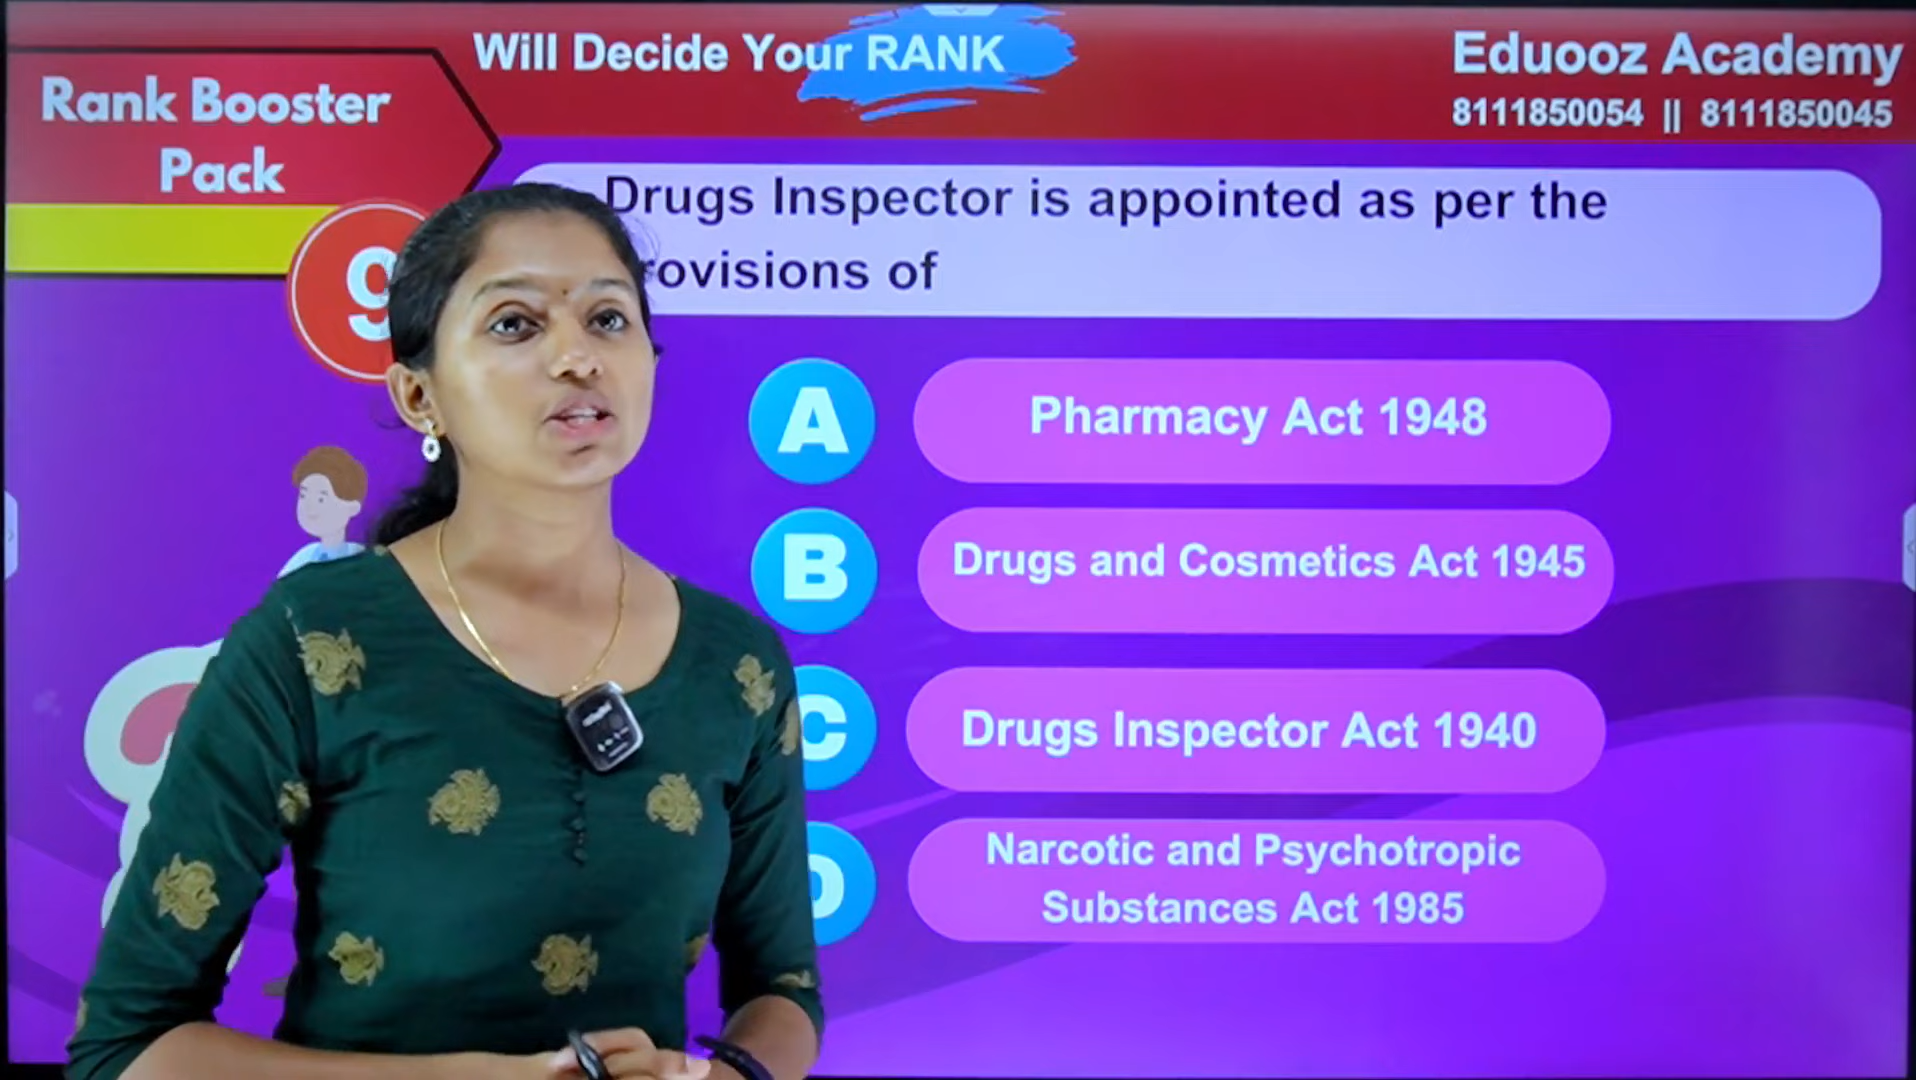 Will Decide Your RANK
Eduooz Academy
8111850054 || 8111850045
Rank Booster
Pack
9
Drugs Inspector is appointed as per the
rovisions of
A
Pharmacy Act 1948
B
Drugs and Cosmetics Act 1945
C
Drugs Inspector Act 1940
D
Narcotic and Psychotropic
Substances Act 1985